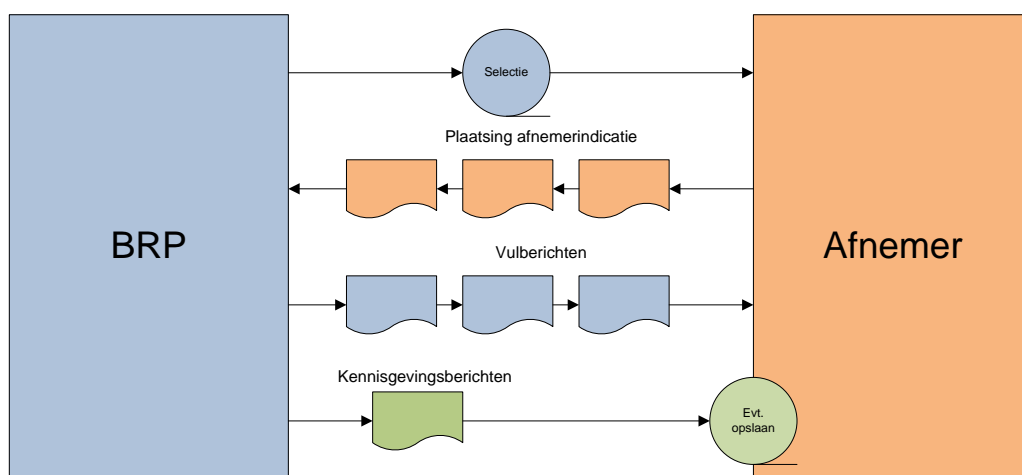 Selectie
Plaatsing afnemerindicatie
BRP
Afnemer
Vulberichten
Kennisgevingsberichten
Evt.
opslaan